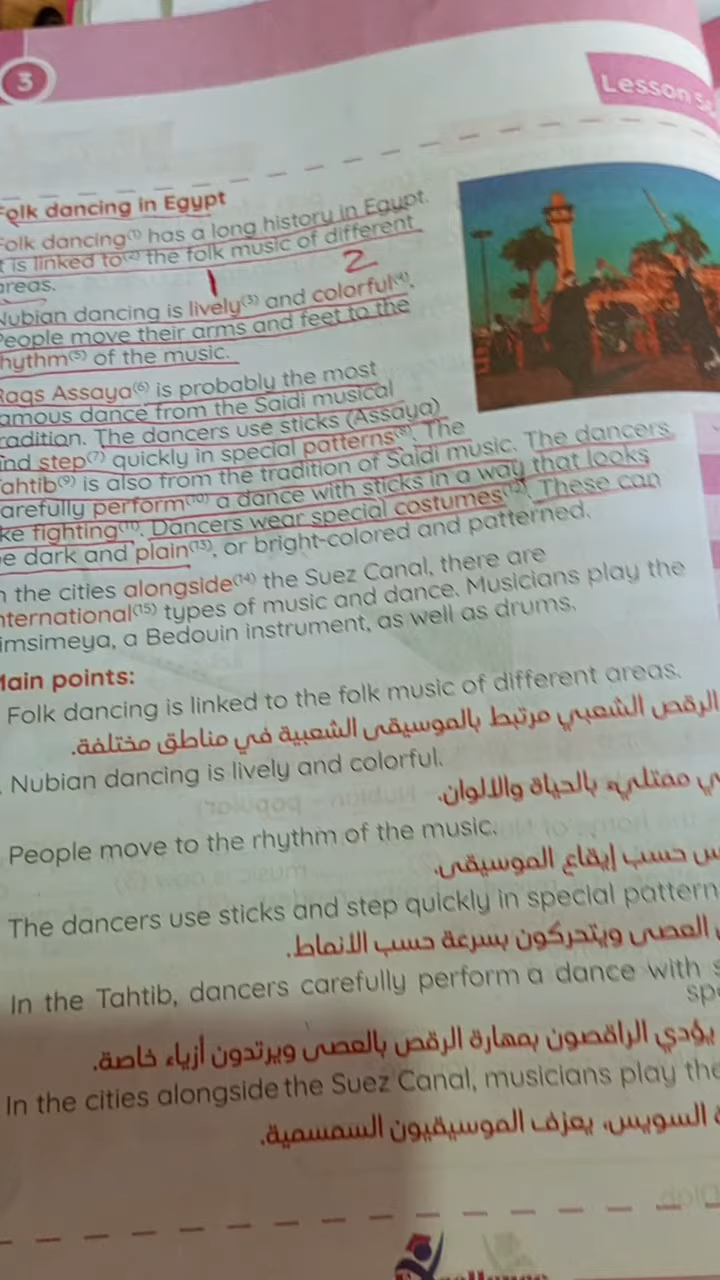 3
Lesson
Folk dancing in Egypt
Folk dancing(1) has a long history in Egypt.
It is linked to(2) the folk music of different
areas.
1 2
Nubian dancing is lively(3) and colorful(4).
People move their arms and feet to the
rhythm(5) of the music.
Raqs Assaya(6) is probably the most
famous dance from the Saidi musical
tradition. The dancers use sticks (Assaya)
and step(7) quickly in special patterns(8). The
Tahtib(9) is also from the tradition of Saidi music. The dancers
carefully perform(10) a dance with sticks in a way that looks
like fighting(11). Dancers wear special costumes(12). These can
be dark and plain(13), or bright-colored and patterned.
In the cities alongside(14) the Suez Canal, there are
international(15) types of music and dance. Musicians play the
simsimeya, a Bedouin instrument, as well as drums.
Main points:
Folk dancing is linked to the folk music of different areas.
الرقص الشعبي مرتبط بالموسيقى الشعبية في مناطق مختلفة.
Nubian dancing is lively and colorful.
مفتليء بالحياة والألوان.
People move to the rhythm of the music.
حسب إيقاع الموسيقى.
The dancers use sticks and step quickly in special pattern
العصى ويتحركون بسرعة حسب الأنماط.
In the Tahtib, dancers carefully perform a dance with s
spe
يؤدي الراقصون بمهارة الرقص بالعصى ويرتدون أزياء خاصة.
In the cities alongside the Suez Canal, musicians play the
السويس، يعزف الموسيقيون السمسمية.